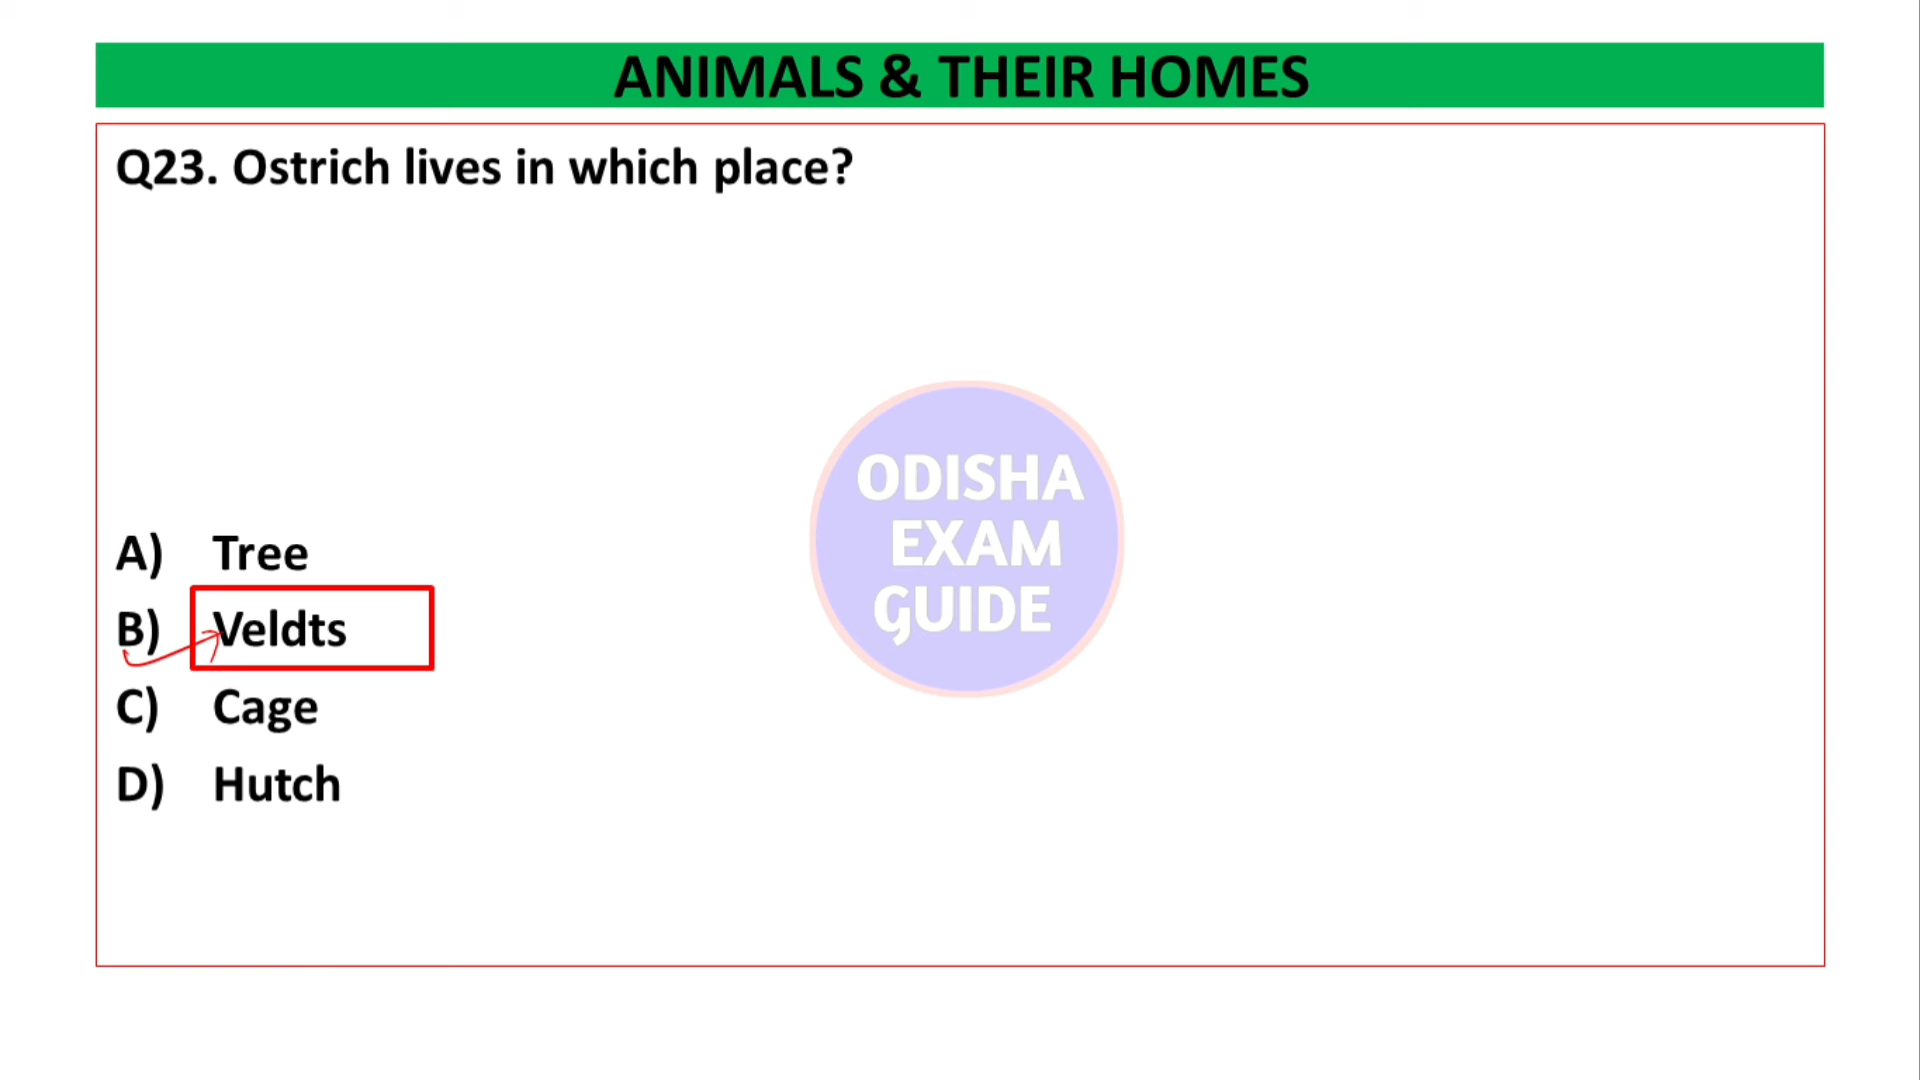 ANIMALS & THEIR HOMES
Q23. Ostrich lives in which place?
ODISHA
EXAM
GUIDE
A) Tree
B) Veldts
C) Cage
D) Hutch